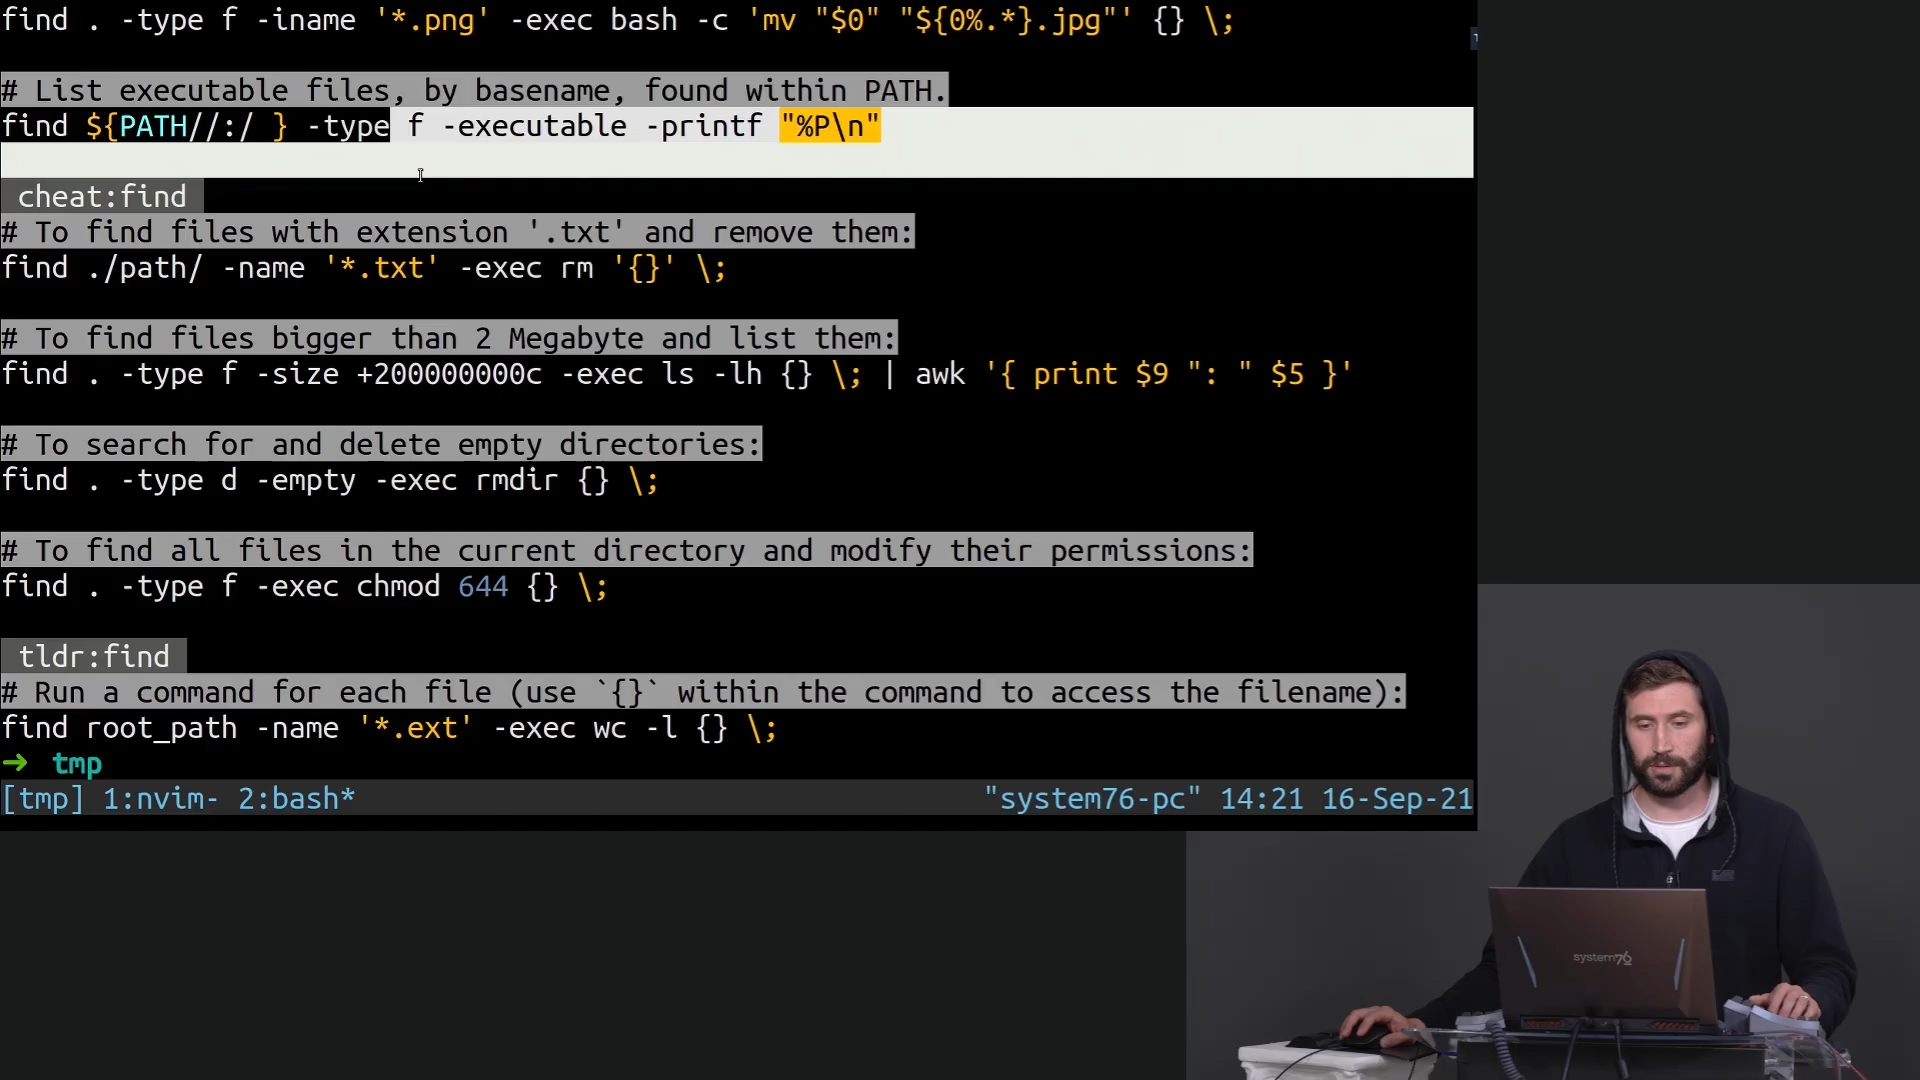 find . -type f -iname '*.png' -exec bash -c 'mv "$0" "${0%.*}.jpg"' {} \;
# List executable files, by basename, found within PATH.
find ${PATH//:/ } -type f -executable -printf "%P\n"
cheat:find
# To find files with extension '.txt' and remove them:
find ./path/ -name '*.txt' -exec rm '{}' \;
# To find files bigger than 2 Megabyte and list them:
find . -type f -size +200000000c -exec ls -lh {} \; | awk '{ print $9 ": " $5 }'
# To search for and delete empty directories:
find . -type d -empty -exec rmdir {} \;
# To find all files in the current directory and modify their permissions:
find . -type f -exec chmod 644 {} \;
tldr:find
# Run a command for each file (use `{}` within the command to access the filename):
find root_path -name '*.ext' -exec wc -l {} \;
➜ tmp
[tmp] 1:nvim- 2:bash* "system76-pc" 14:21 16-Sep-21
system76